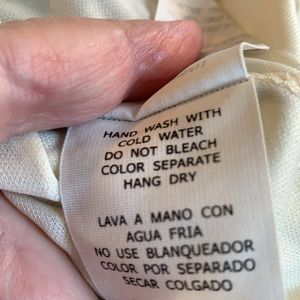 HAND WASH WITH
COLD WATER
DO NOT BLEACH
COLOR SEPARATE
HANG DRY
LAVA A MANO CON
AGUA FRIA
NO USE BLANQUEADOR
COLOR POR SEPARADO
SECAR COLGADO